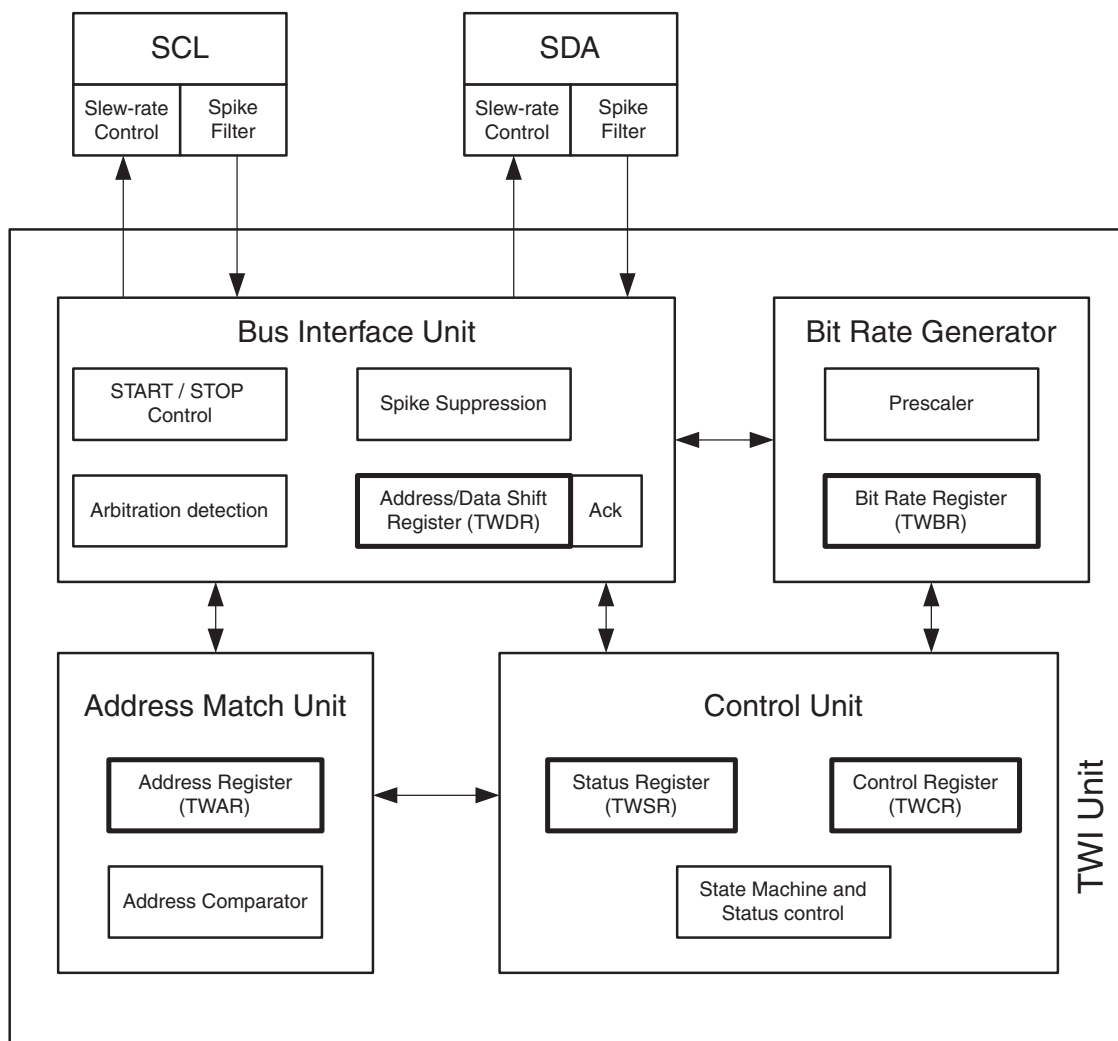 SCL
Slew-rate
Control
Spike
Filter
SDA
Slew-rate
Control
Spike
Filter
Bus Interface Unit
START / STOP
Control
Spike Suppression
Arbitration detection
Address/Data Shift
Register (TWDR)
Ack
Bit Rate Generator
Prescaler
Bit Rate Register
(TWBR)
Address Match Unit
Address Register
(TWAR)
Address Comparator
Control Unit
Status Register
(TWSR)
Control Register
(TWCR)
State Machine and
Status control
TWI Unit